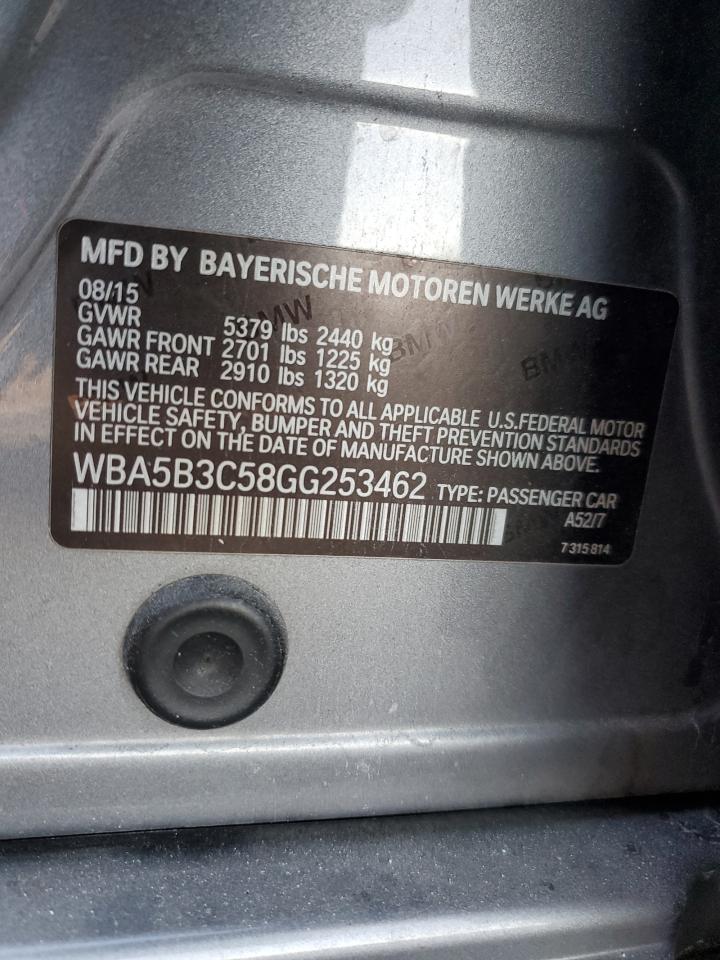 MFD BY BAYERISCHE MOTOREN WERKE AG
08/15
GVWR 5379 lbs 2440 kg
GAWR FRONT 2701 lbs 1225 kg
GAWR REAR 2910 lbs 1320 kg
THIS VEHICLE CONFORMS TO ALL APPLICABLE U.S.FEDERAL MOTOR
VEHICLE SAFETY, BUMPER AND THEFT PREVENTION STANDARDS
IN EFFECT ON THE DATE OF MANUFACTURE SHOWN ABOVE.
WBA5B3C58GG253462 TYPE: PASSENGER CAR
A52/7
7 315 814
BMW
BMW
BMW